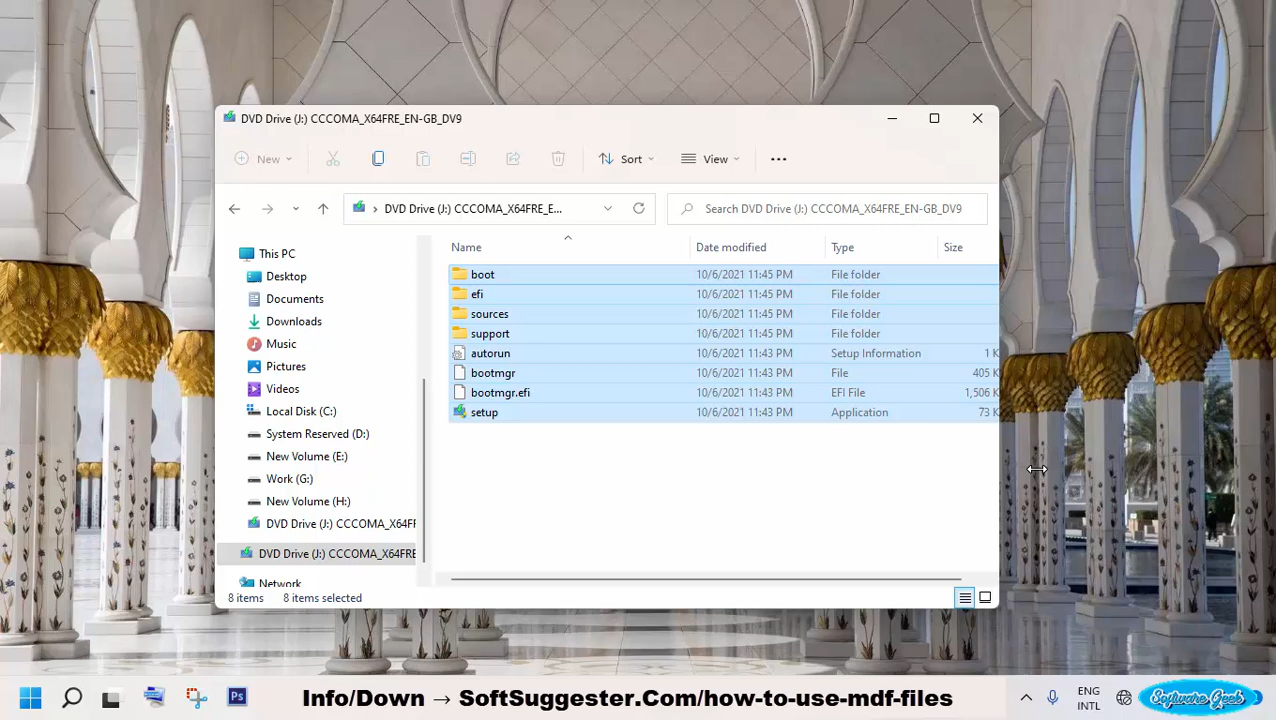 DVD Drive (J:) CCCOMA_X64FRE_EN-GB_DV9
New Sort View
DVD Drive (J:) CCCOMA_X64FRE_E... Search DVD Drive (J:) CCCOMA_X64FRE_EN-GB_DV9
Name Date modified Type Size
This PC
Desktop
Documents
Downloads
Music
Pictures
Videos
Local Disk (C:)
System Reserved (D:)
New Volume (E:)
Work (G:)
New Volume (H:)
DVD Drive (J:) CCCOMA_X64F
DVD Drive (J:) CCCOMA_X64FRE
Network
boot 10/6/2021 11:45 PM File folder
efi 10/6/2021 11:45 PM File folder
sources 10/6/2021 11:45 PM File folder
support 10/6/2021 11:45 PM File folder
autorun 10/6/2021 11:43 PM Setup Information 1 K
bootmgr 10/6/2021 11:43 PM File 405 K
bootmgr.efi 10/6/2021 11:43 PM EFI File 1,506 K
setup 10/6/2021 11:43 PM Application 73 K
8 items 8 items selected
Ps
Info/Down → SoftSuggester.Com/how-to-use-mdf-files
ENG
INTL
Software Geek